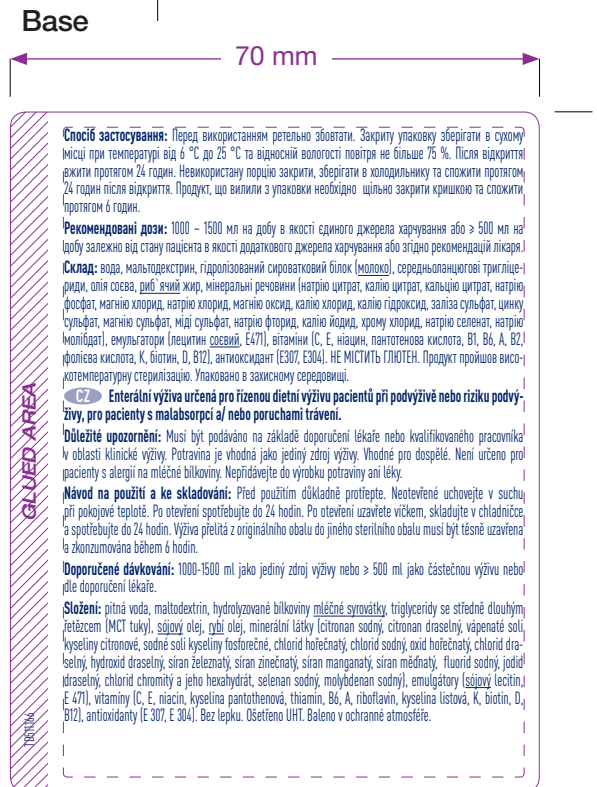 Base
70 mm
Спосіб застосування: Перед використанням ретельно збовтати. Закриту упаковку зберігати в сухому
місці при температурі від 6 °C до 25 °C та відносній вологості повітря не більше 75 %. Після відкриття
вжити протягом 24 годин. Невикористану порцію закрити, зберігати в холодильнику та спожити протягом
24 годин після відкриття. Продукт, що вилили з упаковки необхідно щільно закрити кришкою та спожити
протягом 6 годин.
Рекомендовані дози: 1000 – 1500 мл на добу в якості єдиного джерела харчування або ≥ 500 мл на
добу залежно від стану пацієнта в якості додаткового джерела харчування або згідно рекомендацій лікаря.
Склад: вода, мальтодекстрин, гідролізований сироватковий білок (молоко), середньоланцюгові тригліце-
риди, олія соєва, риб`ячий жир, мінеральні речовини (натрію цитрат, калію цитрат, кальцію цитрат, натрію
фосфат, магнію хлорид, натрію хлорид, магнію оксид, калію хлорид, калію гідроксид, заліза сульфат, цинку
сульфат, магнію сульфат, міді сульфат, натрію фторид, калію йодид, хрому хлорид, натрію селенат, натрію
молібдат), емульгатори (лецитин соєвий, E471), вітаміни (C, E, ніацин, пантотенова кислота, B1, B6, A, B2,
фолієва кислота, K, біотин, D, B12), антиоксидант (E307, E304). НЕ МІСТИТЬ ГЛЮТЕН. Продукт пройшов висо-
котемпературну стерилізацію. Упаковано в захисному середовищі.
CZ Enterální výživa určená pro řízenou dietní výživu pacientů při podvýživě nebo riziku podvý-
živy, pro pacienty s malabsorpcí a/ nebo poruchami trávení.
Důležité upozornění: Musí být podáváno na základě doporučení lékaře nebo kvalifikovaného pracovníka
v oblasti klinické výživy. Potravina je vhodná jako jediný zdroj výživy. Vhodné pro dospělé. Není určeno pro
pacienty s alergií na mléčné bílkoviny. Nepřidávejte do výrobku potraviny ani léky.
Návod na použití a ke skladování: Před použitím důkladně protřepte. Neotevřené uchovejte v suchu
při pokojové teplotě. Po otevření spotřebujte do 24 hodin. Po otevření uzavřete víčkem, skladujte v chladničce
a spotřebujte do 24 hodin. Výživa přelitá z originálního obalu do jiného sterilního obalu musí být těsně uzavřena
a zkonzumována během 6 hodin.
Doporučené dávkování: 1000-1500 ml jako jediný zdroj výživy nebo ≥ 500 ml jako částečnou výživu nebo
dle doporučení lékaře.
Složení: pitná voda, maltodextrin, hydrolyzované bílkoviny mléčné syrovátky, triglyceridy se středně dlouhým
řetězcem (MCT tuky), sójový olej, rybí olej, minerální látky (citronan sodný, citronan draselný, vápenaté soli
kyseliny citronové, sodné soli kyseliny fosforečné, chlorid hořečnatý, chlorid sodný, oxid hořečnatý, chlorid dra-
selný, hydroxid draselný, síran železnatý, síran zinečnatý, síran manganatý, síran měďnatý, fluorid sodný, jodid
draselný, chlorid chromitý a jeho hexahydrát, selenan sodný, molybdenan sodný), emulgátory (sójový lecitin,
E 471), vitamíny (C, E, niacin, kyselina pantothenová, thiamin, B6, A, riboflavin, kyselina listová, K, biotin, D,
B12), antioxidanty (E 307, E 304). Bez lepku. Ošetřeno UHT. Baleno v ochranné atmosféře.
GLUED AREA